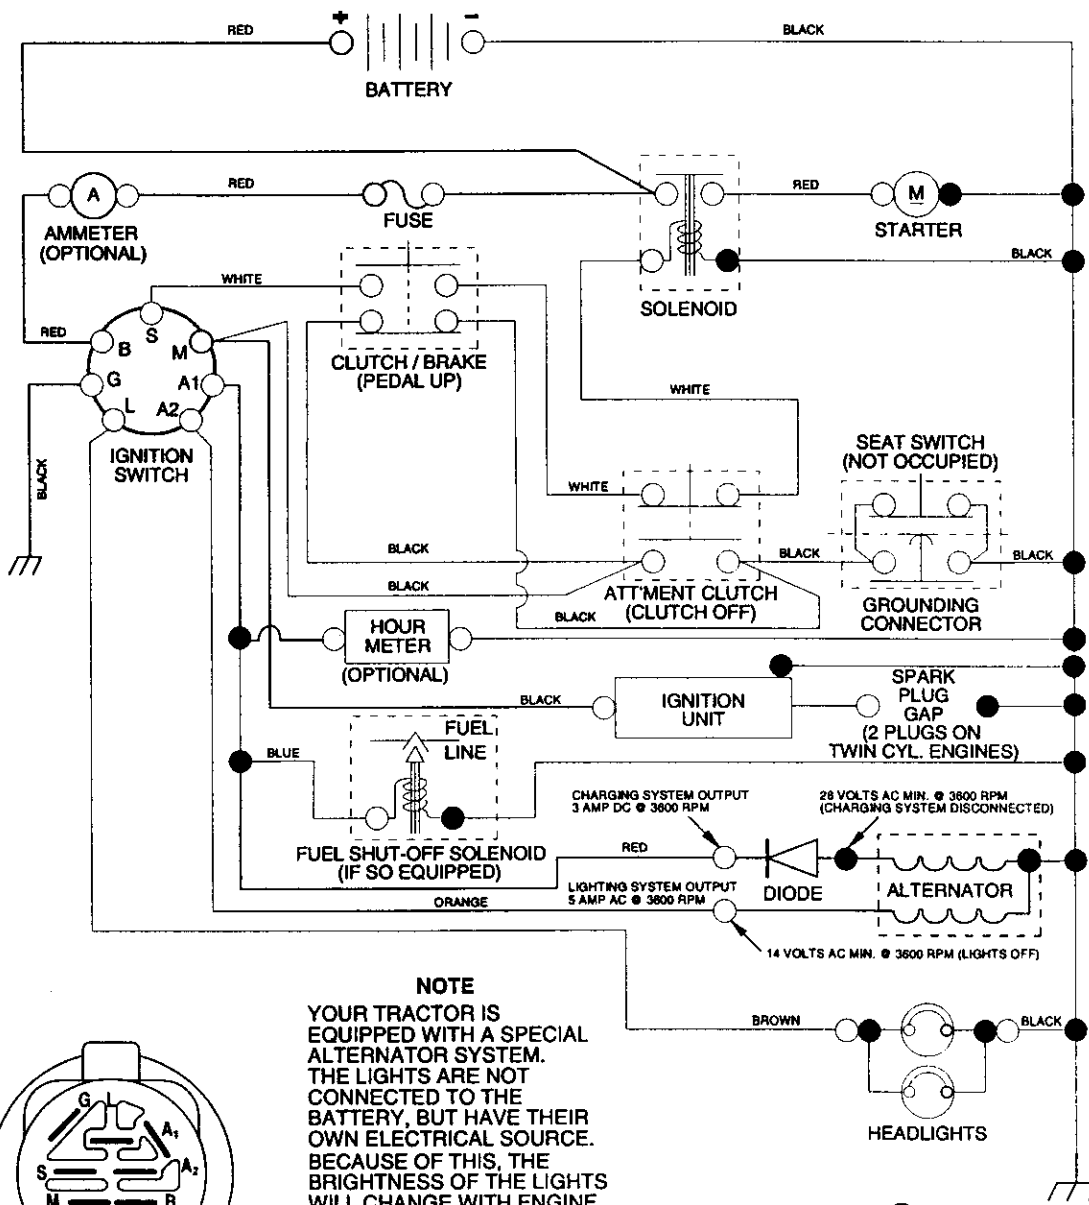 + −
RED
BLACK
BATTERY
A
RED
FUSE
RED
M
STARTER
AMMETER
(OPTIONAL)
BLACK
SOLENOID
WHITE
RED
S
B
M
G
A1
L
A2
IGNITION
SWITCH
BLACK
CLUTCH / BRAKE
(PEDAL UP)
WHITE
SEAT SWITCH
(NOT OCCUPIED)
WHITE
BLACK
BLACK
BLACK
BLACK
BLACK
ATT'MENT CLUTCH
(CLUTCH OFF)
GROUNDING
CONNECTOR
HOUR
METER
(OPTIONAL)
BLACK
IGNITION
UNIT
SPARK
PLUG
GAP
(2 PLUGS ON
TWIN CYL. ENGINES)
FUEL
LINE
BLUE
FUEL SHUT-OFF SOLENOID
(IF SO EQUIPPED)
CHARGING SYSTEM OUTPUT
3 AMP DC @ 3600 RPM
28 VOLTS AC MIN. @ 3600 RPM
(CHARGING SYSTEM DISCONNECTED)
RED
DIODE
ALTERNATOR
LIGHTING SYSTEM OUTPUT
5 AMP AC @ 3600 RPM
ORANGE
14 VOLTS AC MIN. @ 3600 RPM (LIGHTS OFF)
BROWN
BLACK
HEADLIGHTS
NOTE
YOUR TRACTOR IS
EQUIPPED WITH A SPECIAL
ALTERNATOR SYSTEM.
THE LIGHTS ARE NOT
CONNECTED TO THE
BATTERY, BUT HAVE THEIR
OWN ELECTRICAL SOURCE.
BECAUSE OF THIS, THE
BRIGHTNESS OF THE LIGHTS
WILL CHANGE WITH ENGINE
G L
A1
S A2
M B